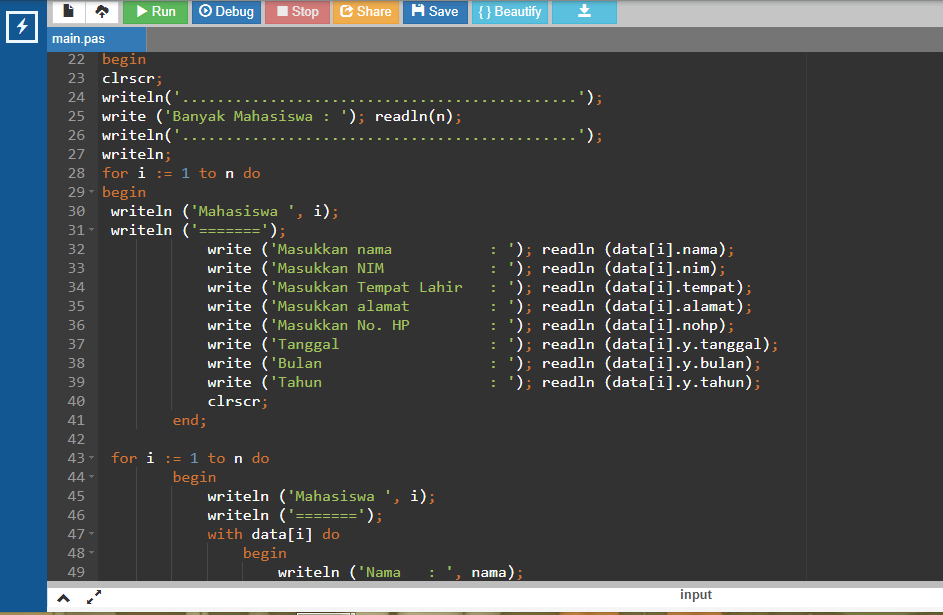 Run Debug Stop Share Save { } Beautify
main.pas
22 begin
23 clrscr;
24 writeln('.............................................');
25 write ('Banyak Mahasiswa : '); readln(n);
26 writeln('.............................................');
27 writeln;
28 for i := 1 to n do
29 begin
30 writeln ('Mahasiswa ', i);
31 writeln ('=======');
32 write ('Masukkan nama           : '); readln (data[i].nama);
33 write ('Masukkan NIM            : '); readln (data[i].nim);
34 write ('Masukkan Tempat Lahir   : '); readln (data[i].tempat);
35 write ('Masukkan alamat         : '); readln (data[i].alamat);
36 write ('Masukkan No. HP         : '); readln (data[i].nohp);
37 write ('Tanggal                 : '); readln (data[i].y.tanggal);
38 write ('Bulan                   : '); readln (data[i].y.bulan);
39 write ('Tahun                   : '); readln (data[i].y.tahun);
40 clrscr;
41 end;
42
43 for i := 1 to n do
44 begin
45 writeln ('Mahasiswa ', i);
46 writeln ('=======');
47 with data[i] do
48 begin
49 writeln ('Nama   : ', nama);
input